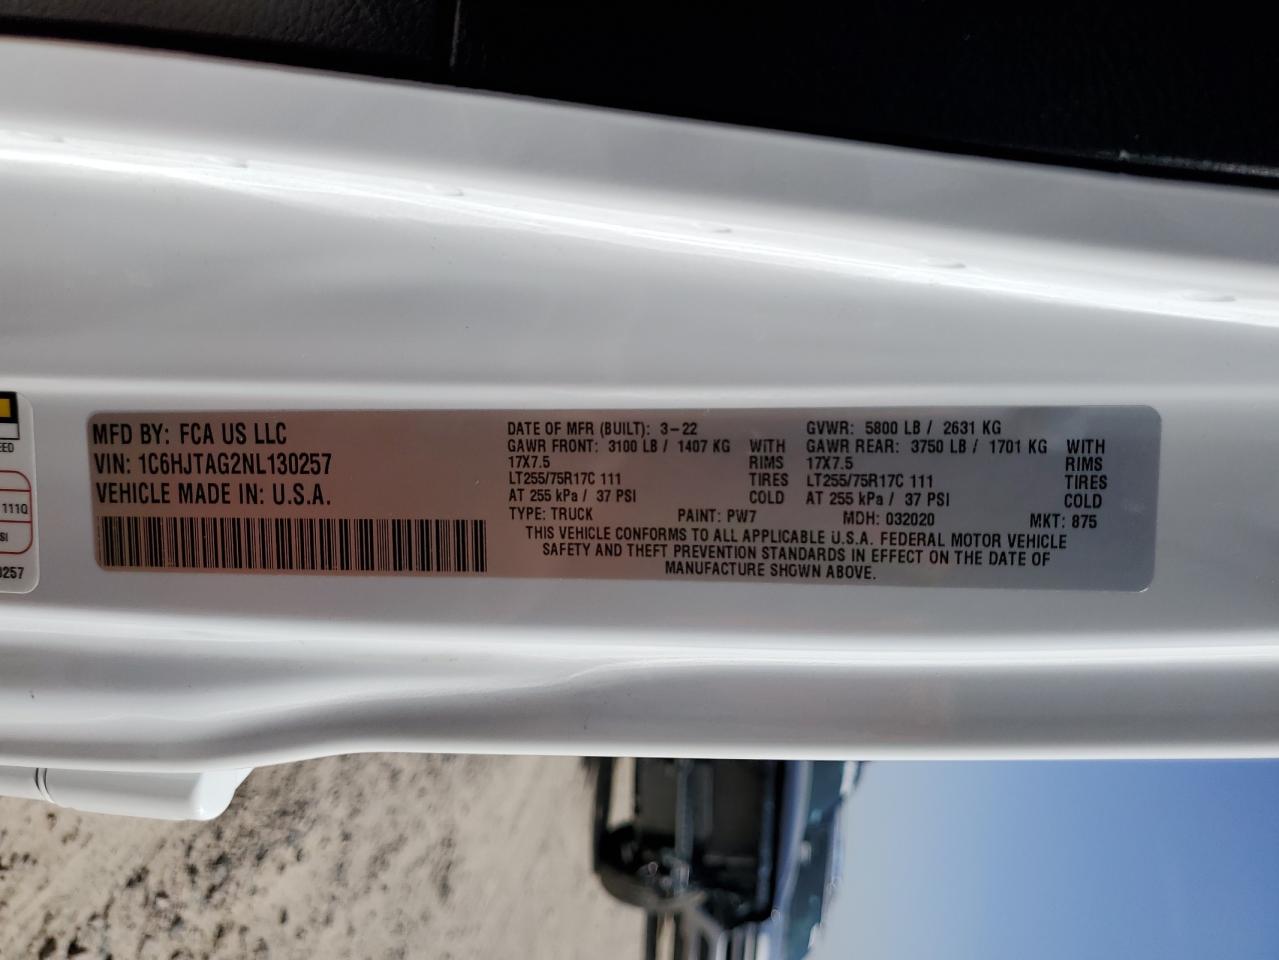 MFD BY: FCA US LLC
VIN: 1C6HJTAG2NL130257
VEHICLE MADE IN: U.S.A.
DATE OF MFR (BUILT): 3-22 GVWR: 5800 LB / 2631 KG
GAWR FRONT: 3100 LB / 1407 KG WITH GAWR REAR: 3750 LB / 1701 KG WITH
17X7.5 RIMS 17X7.5 RIMS
LT255/75R17C 111 TIRES LT255/75R17C 111 TIRES
AT 255 kPa / 37 PSI COLD AT 255 kPa / 37 PSI COLD
TYPE: TRUCK PAINT: PW7 MDH: 032020 MKT: 875
THIS VEHICLE CONFORMS TO ALL APPLICABLE U.S.A. FEDERAL MOTOR VEHICLE
SAFETY AND THEFT PREVENTION STANDARDS IN EFFECT ON THE DATE OF
MANUFACTURE SHOWN ABOVE.
111Q
0257